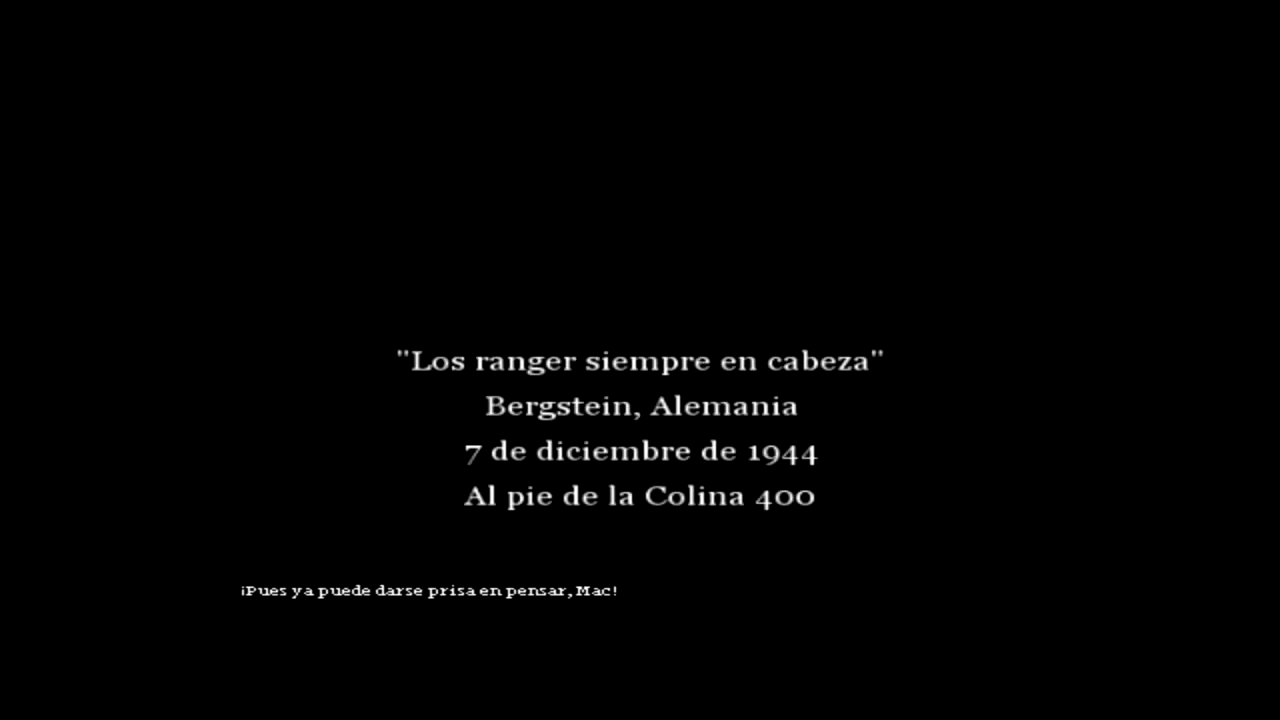 "Los ranger siempre en cabeza"
Bergstein, Alemania
7 de diciembre de 1944
Al pie de la Colina 400
¡Pues ya puede darse prisa en pensar, Mac!